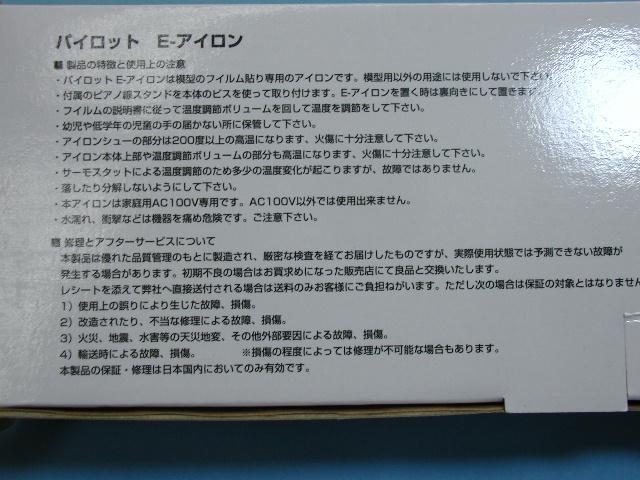 パイロット　E-アイロン
■ 製品の特徴と使用上の注意
・パイロットE-アイロンは模型のフイルム貼り専用のアイロンです。模型用以外の用途には使用しないで下さい。
・付属のピアノ線スタンドを本体のビスを使って取り付けます。E-アイロンを置く時は裏向きにして置きます。
・フイルムの説明書に従って温度調節ボリュームを回して温度を調節をして下さい。
・幼児や低学年の児童の手の届かない所に保管して下さい。
・アイロンシューの部分は200度以上の高温になります、火傷に十分注意して下さい。
・アイロン本体上部や温度調節ボリュームの部分も高温になります、火傷に十分注意して下さい。
・サーモスタットによる温度調節のため多少の温度変化が起こりますが、故障ではありません。
・落したり分解しないようにして下さい。
・本アイロンは家庭用AC100V専用です。AC100V以外では使用出来ません。
・水濡れ、衝撃などは機器を痛め危険です。ご注意下さい。
■ 修理とアフターサービスについて
本製品は優れた品質管理のもとに製造され、厳密な検査を経てお届けしたものですが、実際使用状態では予測できない故障が
発生する場合があります。初期不良の場合はお買求めになった販売店にて良品と交換いたします。
レシートを添えて弊社へ直接送付される場合は送料のみお客様にご負担ねがいます。ただし次の場合は保証の対象とはなりません
1）使用上の誤りにより生じた故障、損傷。
2）改造されたり、不当な修理による故障、損傷。
3）火災、地震、水害等の天災地変、その他外部要因による故障、損傷。
4）輸送時による故障、損傷。　　※損傷の程度によっては修理が不可能な場合もあります。
本製品の保証・修理は日本国内においてのみ有効です。